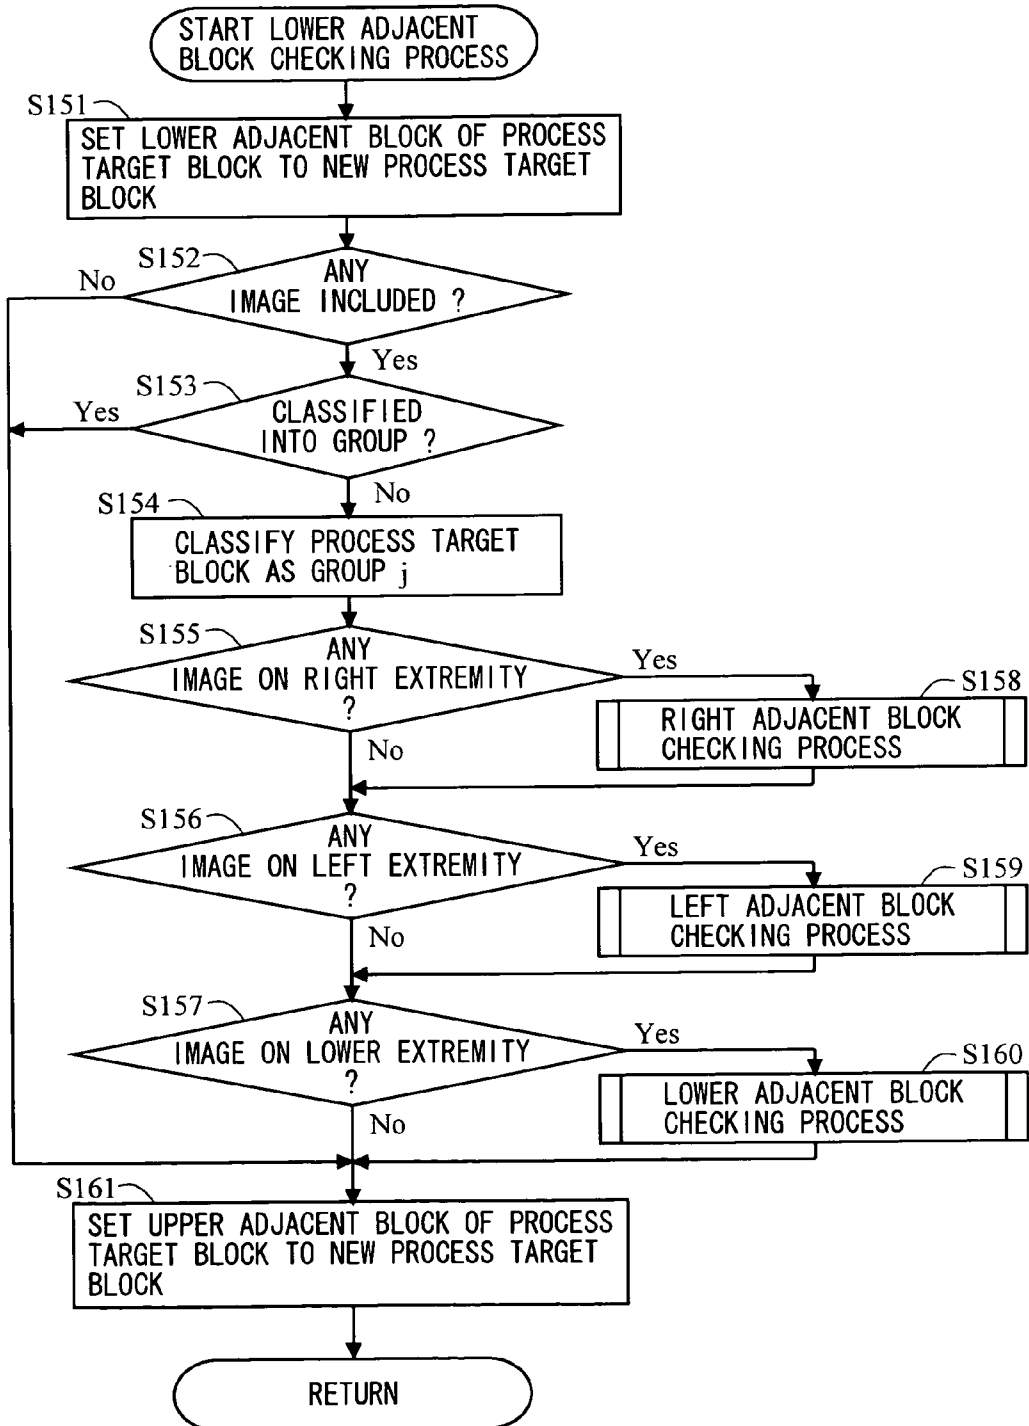 START LOWER ADJACENT
BLOCK CHECKING PROCESS
S151
SET LOWER ADJACENT BLOCK OF PROCESS
TARGET BLOCK TO NEW PROCESS TARGET
BLOCK
S152
No
ANY
IMAGE INCLUDED ?
Yes
S153
Yes
CLASSIFIED
INTO GROUP ?
No
S154
CLASSIFY PROCESS TARGET
BLOCK AS GROUP j
S155
ANY
IMAGE ON RIGHT EXTREMITY
?
Yes
S158
RIGHT ADJACENT BLOCK
CHECKING PROCESS
No
S156
ANY
IMAGE ON LEFT EXTREMITY
?
Yes
S159
LEFT ADJACENT BLOCK
CHECKING PROCESS
No
S157
ANY
IMAGE ON LOWER EXTREMITY
?
Yes
S160
LOWER ADJACENT BLOCK
CHECKING PROCESS
No
S161
SET UPPER ADJACENT BLOCK OF PROCESS
TARGET BLOCK TO NEW PROCESS TARGET
BLOCK
RETURN